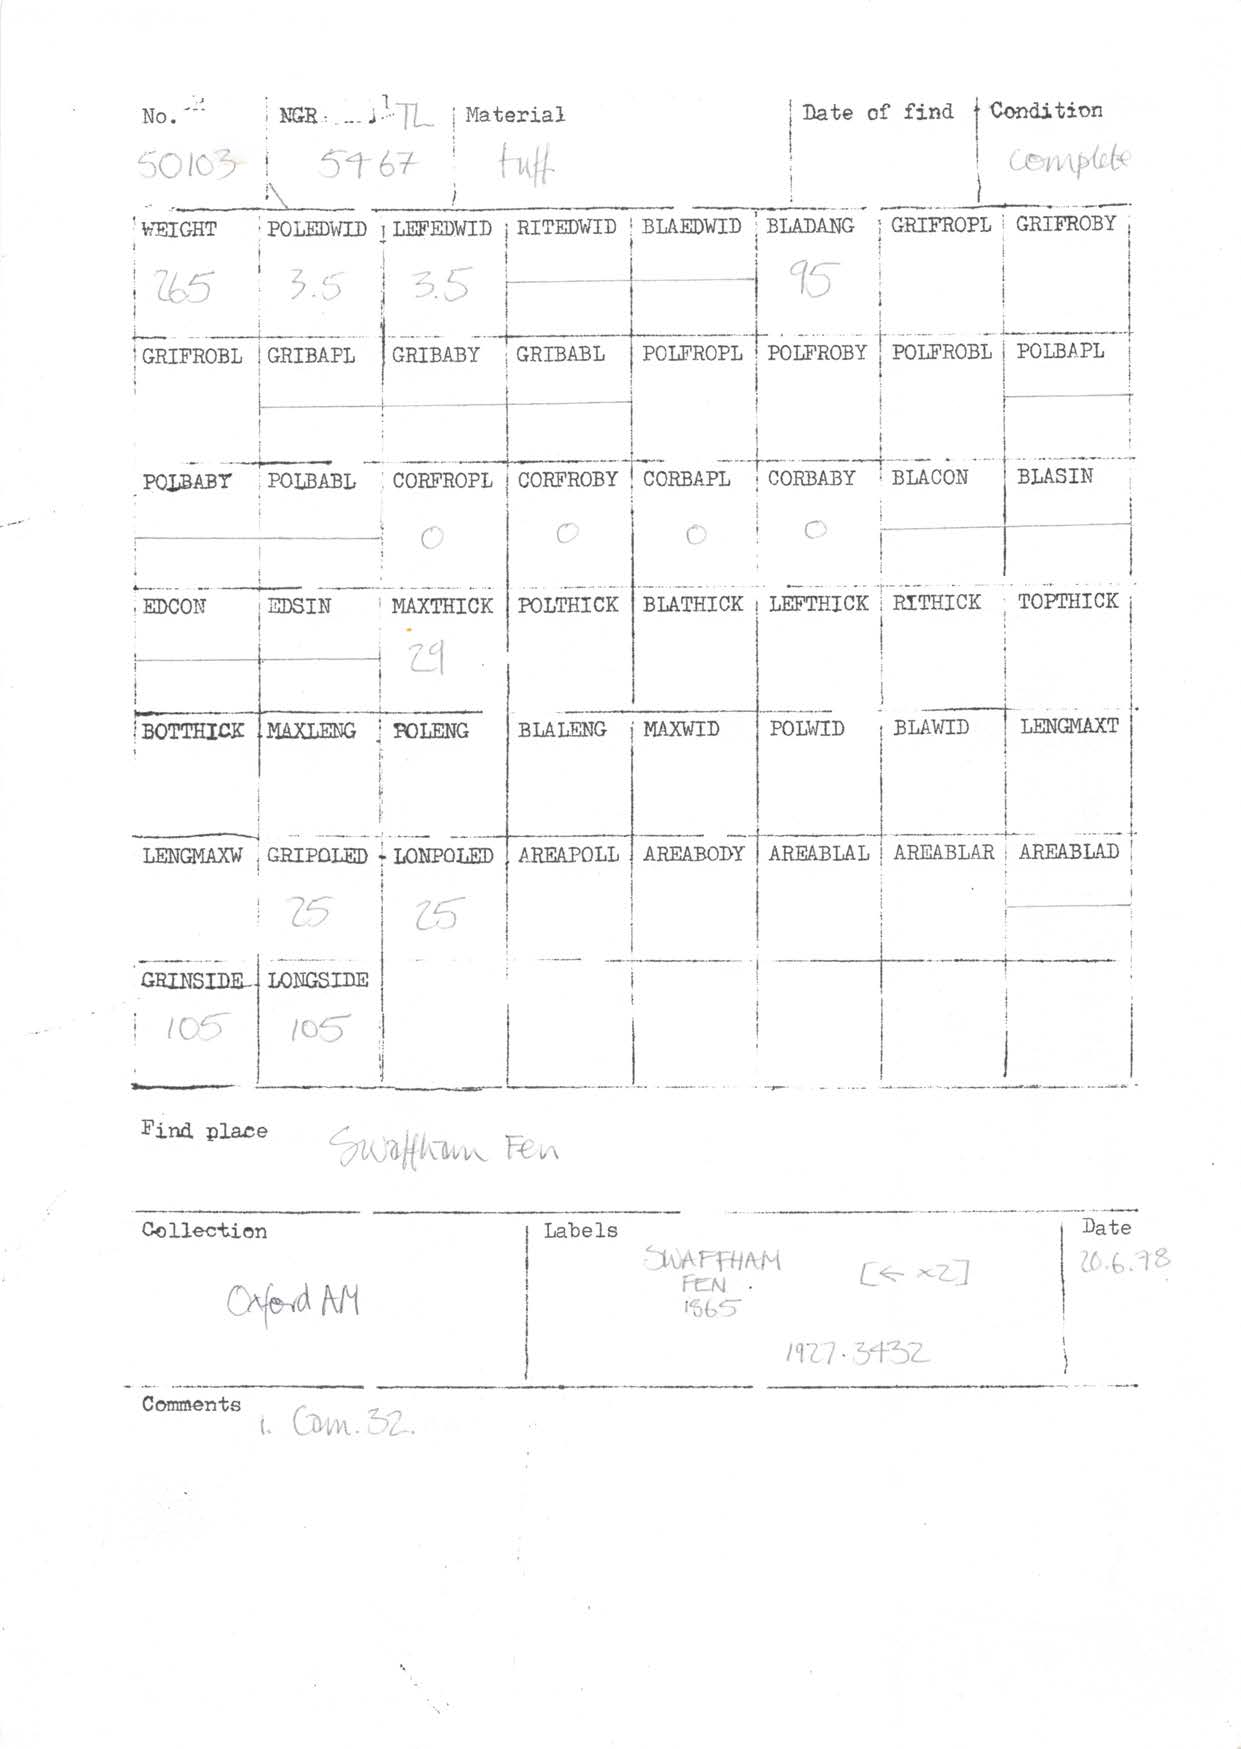 No. NGR TL Material Date of find Condition
50103 5467 tuff complete
WEIGHT POLEDWID LEFEDWID RITEDWID BLAEDWID BLADANG GRIFROPL GRIFROBY
265 3.5 3.5 95
GRIFROBL GRIBAPL GRIBABY GRIBABL POLFROPL POLFROBY POLFROBL POLBAPL
POLBABY POLBABL CORFROPL CORFROBY CORBAPL CORBABY BLACON BLASIN
0 0 0 0
EDCON EDSIN MAXTHICK POLTHICK BLATHICK LEFTHICK RITHICK TOPTHICK
29
BOTTHICK MAXLENG POLENG BLALENG MAXWID POLWID BLAWID LENGMAXT
LENGMAXW GRIPOLED LONPOLED AREAPOLL AREABODY AREABLAL AREABLAR AREABLAD
25 25
GRINSIDE LONGSIDE
105 105
Find place Swaffham Fen
Collection Labels Date
Oxford AM SWAFFHAM [← x2] 20.6.78
FEN
1865
1927.3432
Comments 1. Cam. 32.